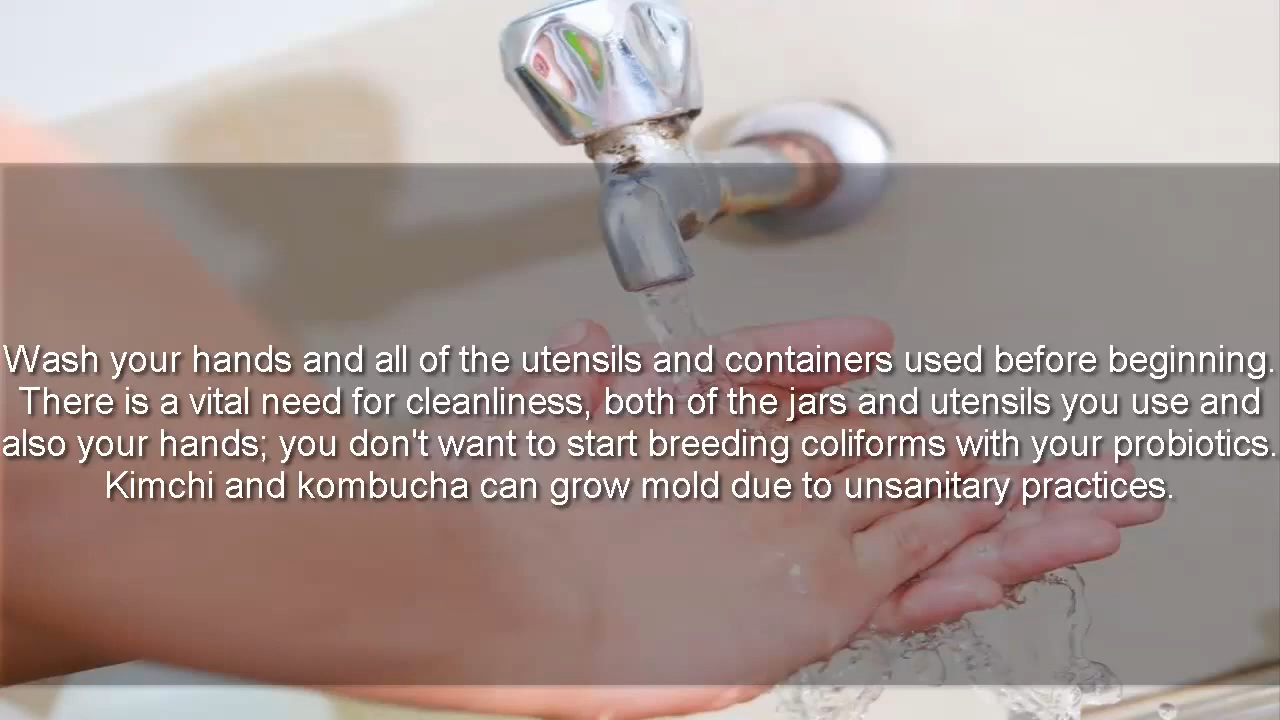 Wash your hands and all of the utensils and containers used before beginning.
There is a vital need for cleanliness, both of the jars and utensils you use and
also your hands; you don't want to start breeding coliforms with your probiotics.
Kimchi and kombucha can grow mold due to unsanitary practices.